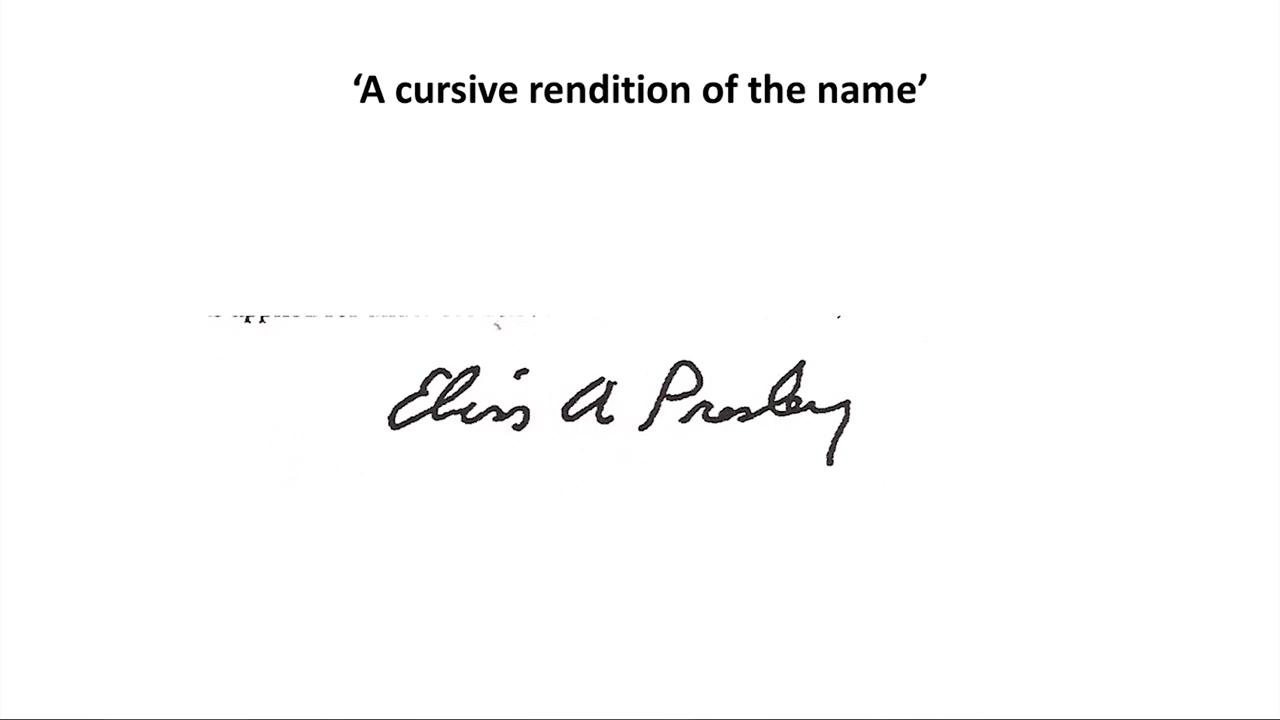 ‘A cursive rendition of the name’
Elvis A Presley